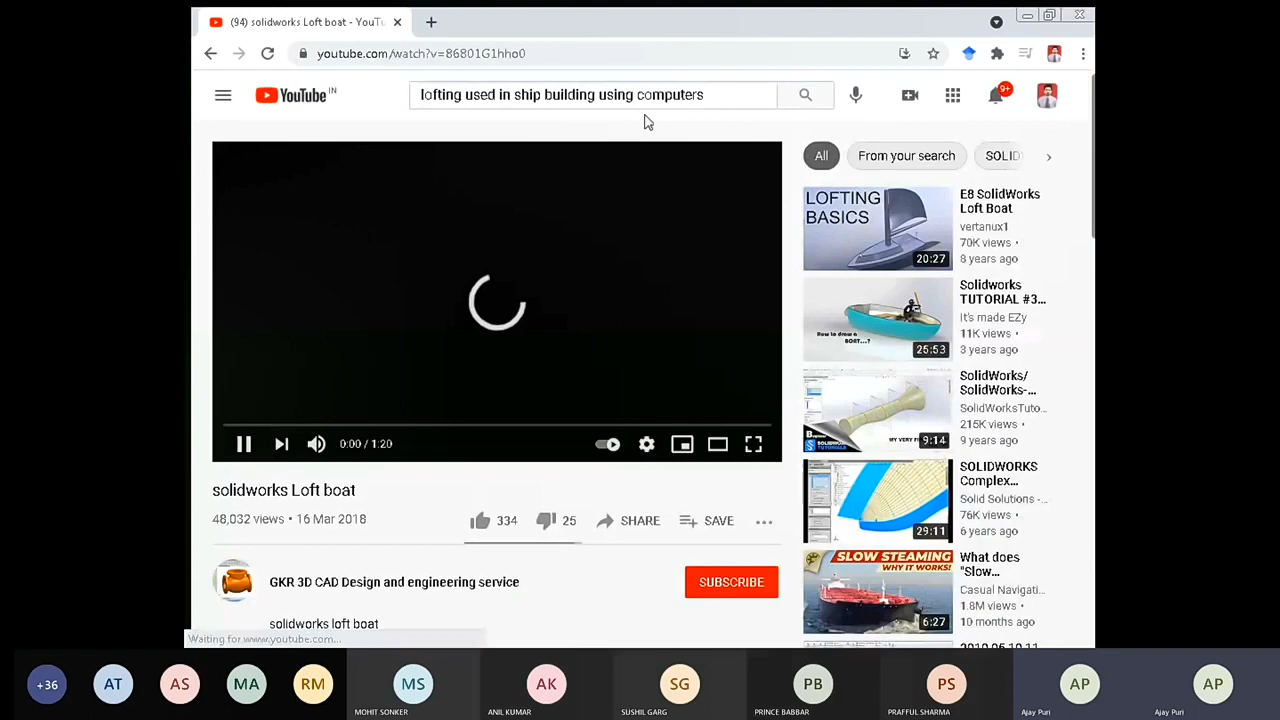 (94) solidworks Loft boat - YouTu
youtube.com/watch?v=86801G1hho0
YouTube IN
lofting used in ship building using computers
9+
All
From your search
SOLID
LOFTING
BASICS
20:27
E8 SolidWorks
Loft Boat
vertanux1
70K views •
8 years ago
How to draw a
BOAT...?
25:53
Solidworks
TUTORIAL #3...
It's made EZy
11K views •
3 years ago
MY VERY FI
9:14
SolidWorks/
SolidWorks-...
SolidWorksTuto...
215K views •
9 years ago
0:00 / 1:20
29:11
SOLIDWORKS
Complex...
Solid Solutions -...
76K views •
6 years ago
solidworks Loft boat
48,032 views • 16 Mar 2018
334
25
SHARE
SAVE
SLOW STEAMING
WHY IT WORKS!
6:27
What does
"Slow...
Casual Navigati...
1.8M views •
10 months ago
GKR 3D CAD Design and engineering service
SUBSCRIBE
solidworks loft boat
Waiting for www.youtube.com...
+36
AT
AS
MA
RM
MS
AK
SG
PB
PS
AP
AP
MOHIT SONKER
ANIL KUMAR
SUSHIL GARG
PRINCE BABBAR
PRAFFUL SHARMA
Ajay Puri
Ajay Puri